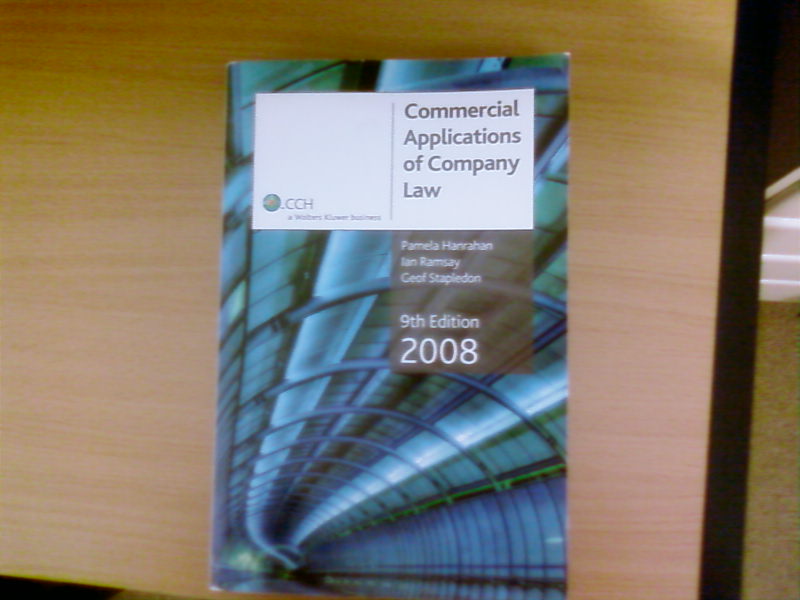 Commercial
Applications
of Company
Law
CCH
a Wolters Kluwer business
Pamela Hanrahan
Ian Ramsay
Geof Stapledon
9th Edition
2008